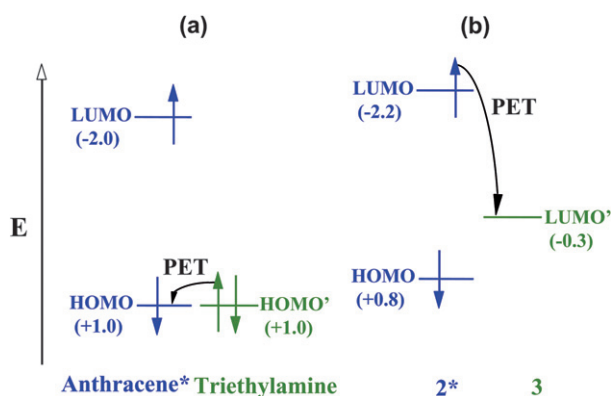 (a)
(b)
E
LUMO
(-2.0)
PET
HOMO
(+1.0)
HOMO'
(+1.0)
Anthracene* Triethylamine
LUMO
(-2.2)
PET
LUMO'
(-0.3)
HOMO
(+0.8)
2* 3